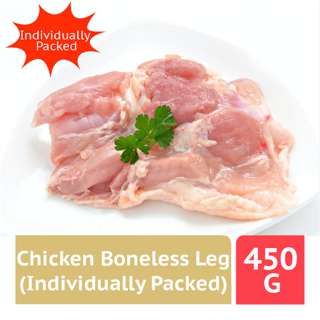 Individually
Packed
Chicken Boneless Leg
(Individually Packed)
450
G